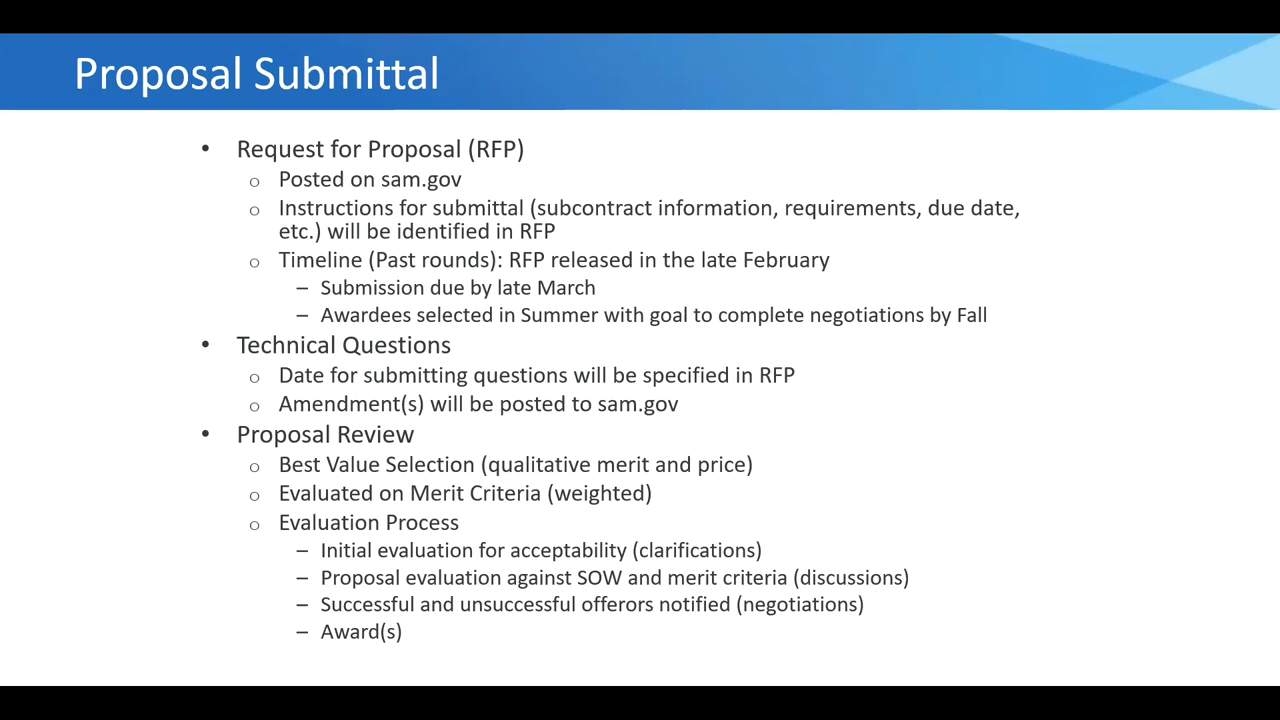 Proposal Submittal
• Request for Proposal (RFP)
o Posted on sam.gov
o Instructions for submittal (subcontract information, requirements, due date,
etc.) will be identified in RFP
o Timeline (Past rounds): RFP released in the late February
– Submission due by late March
– Awardees selected in Summer with goal to complete negotiations by Fall
• Technical Questions
o Date for submitting questions will be specified in RFP
o Amendment(s) will be posted to sam.gov
• Proposal Review
o Best Value Selection (qualitative merit and price)
o Evaluated on Merit Criteria (weighted)
o Evaluation Process
– Initial evaluation for acceptability (clarifications)
– Proposal evaluation against SOW and merit criteria (discussions)
– Successful and unsuccessful offerors notified (negotiations)
– Award(s)